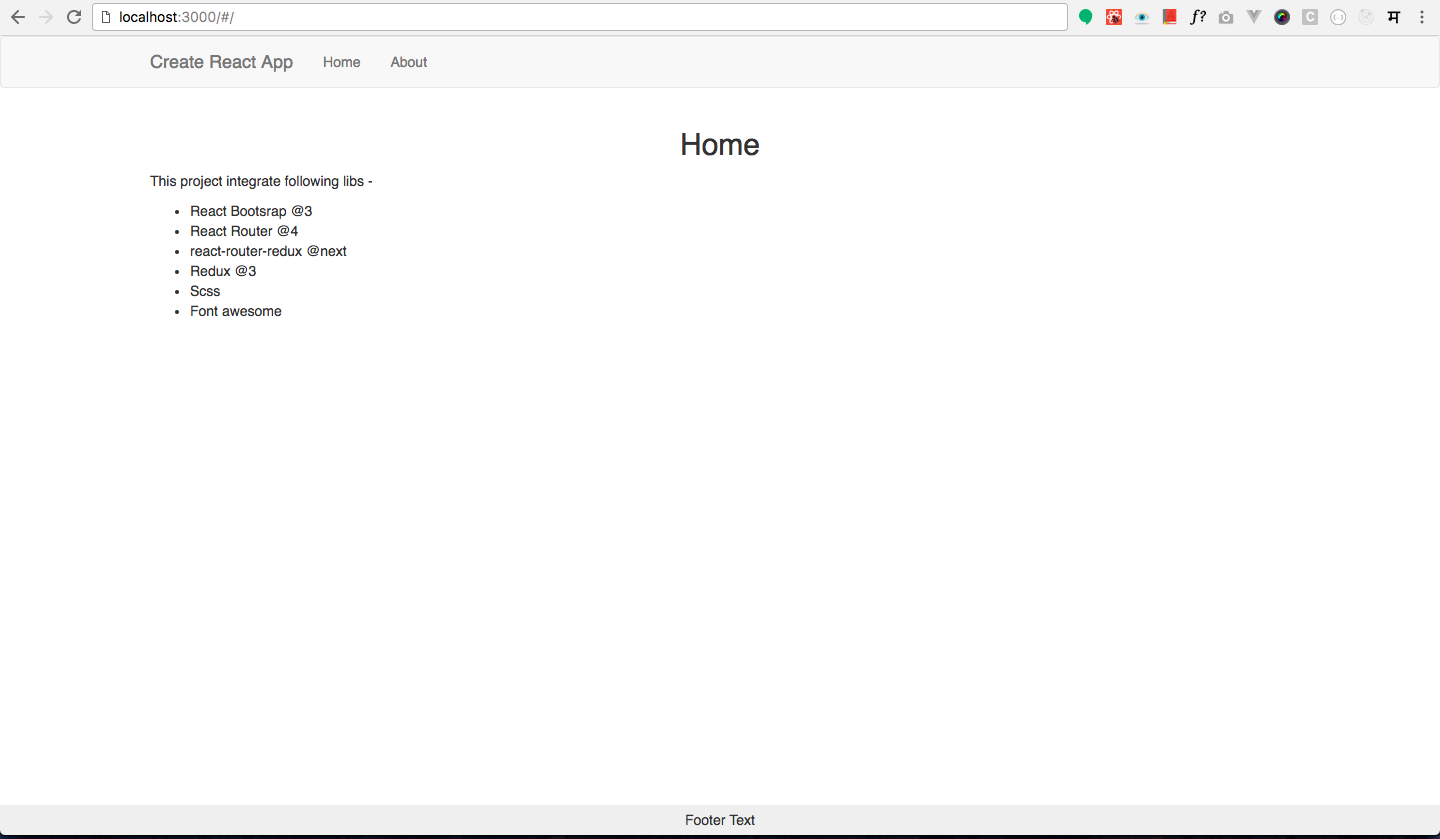 localhost:3000/#/
f?
C
म
Create React App Home About
Home
This project integrate following libs -
• React Bootsrap @3
• React Router @4
• react-router-redux @next
• Redux @3
• Scss
• Font awesome
Footer Text